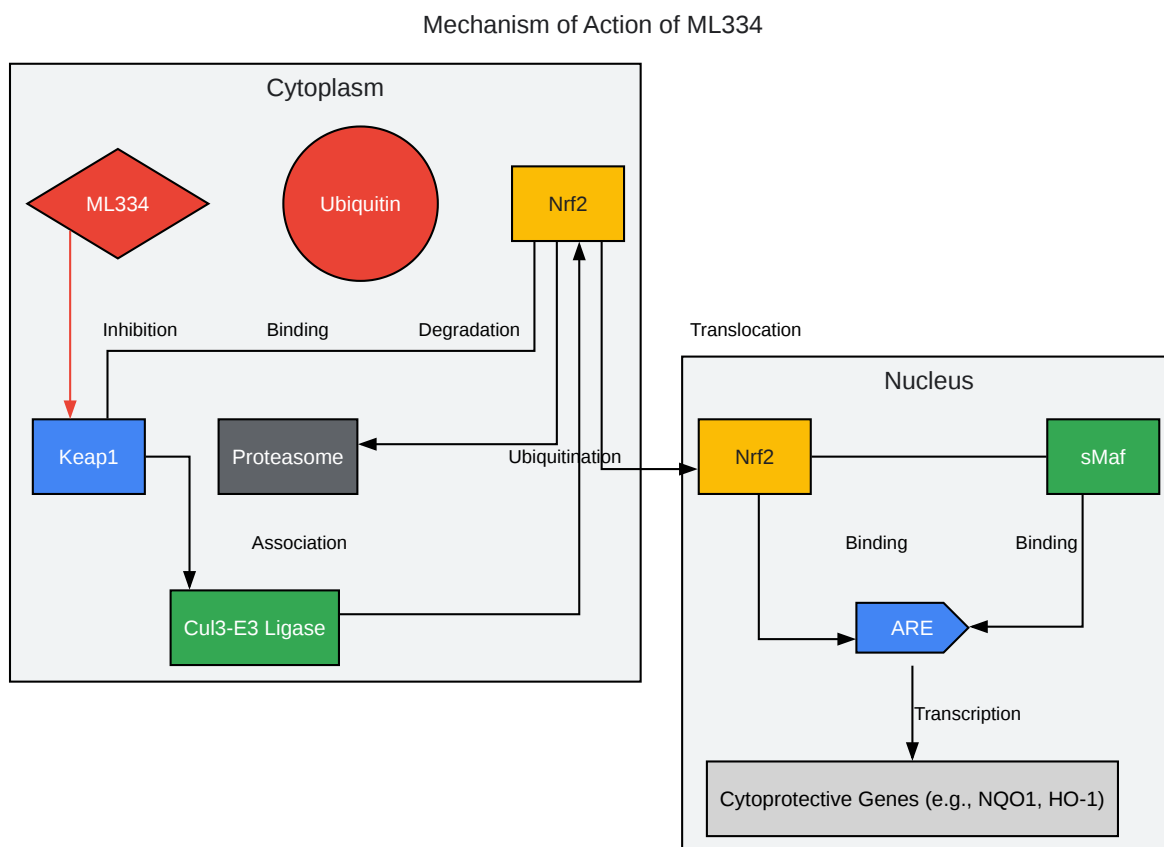 Mechanism of Action of ML334
Cytoplasm
ML334
Ubiquitin
Nrf2
Inhibition
Binding
Degradation
Translocation
Nucleus
Keap1
Proteasome
Ubiquitination
Nrf2
sMaf
Association
Binding
Binding
Cul3-E3 Ligase
ARE
Transcription
Cytoprotective Genes (e.g., NQO1, HO-1)